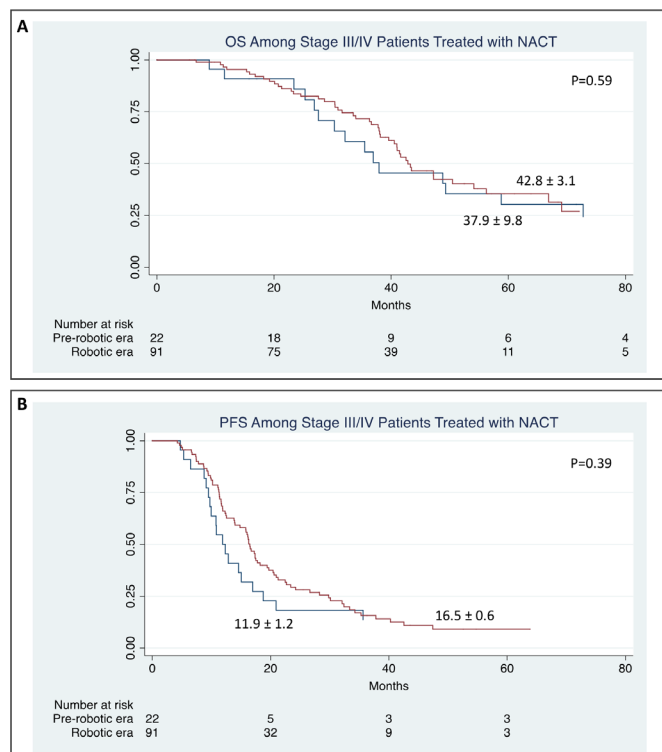 A
OS Among Stage III/IV Patients Treated with NACT
P=0.59
1.00
0.75
0.50
0.25
0.00
42.8 ± 3.1
37.9 ± 9.8
0 20 40 60 80
Months
Number at risk
Pre-robotic era 22 18 9 6 4
Robotic era 91 75 39 11 5
B
PFS Among Stage III/IV Patients Treated with NACT
P=0.39
1.00
0.75
0.50
0.25
0.00
11.9 ± 1.2
16.5 ± 0.6
0 20 40 60 80
Months
Number at risk
Pre-robotic era 22 5 3 3
Robotic era 91 32 9 3